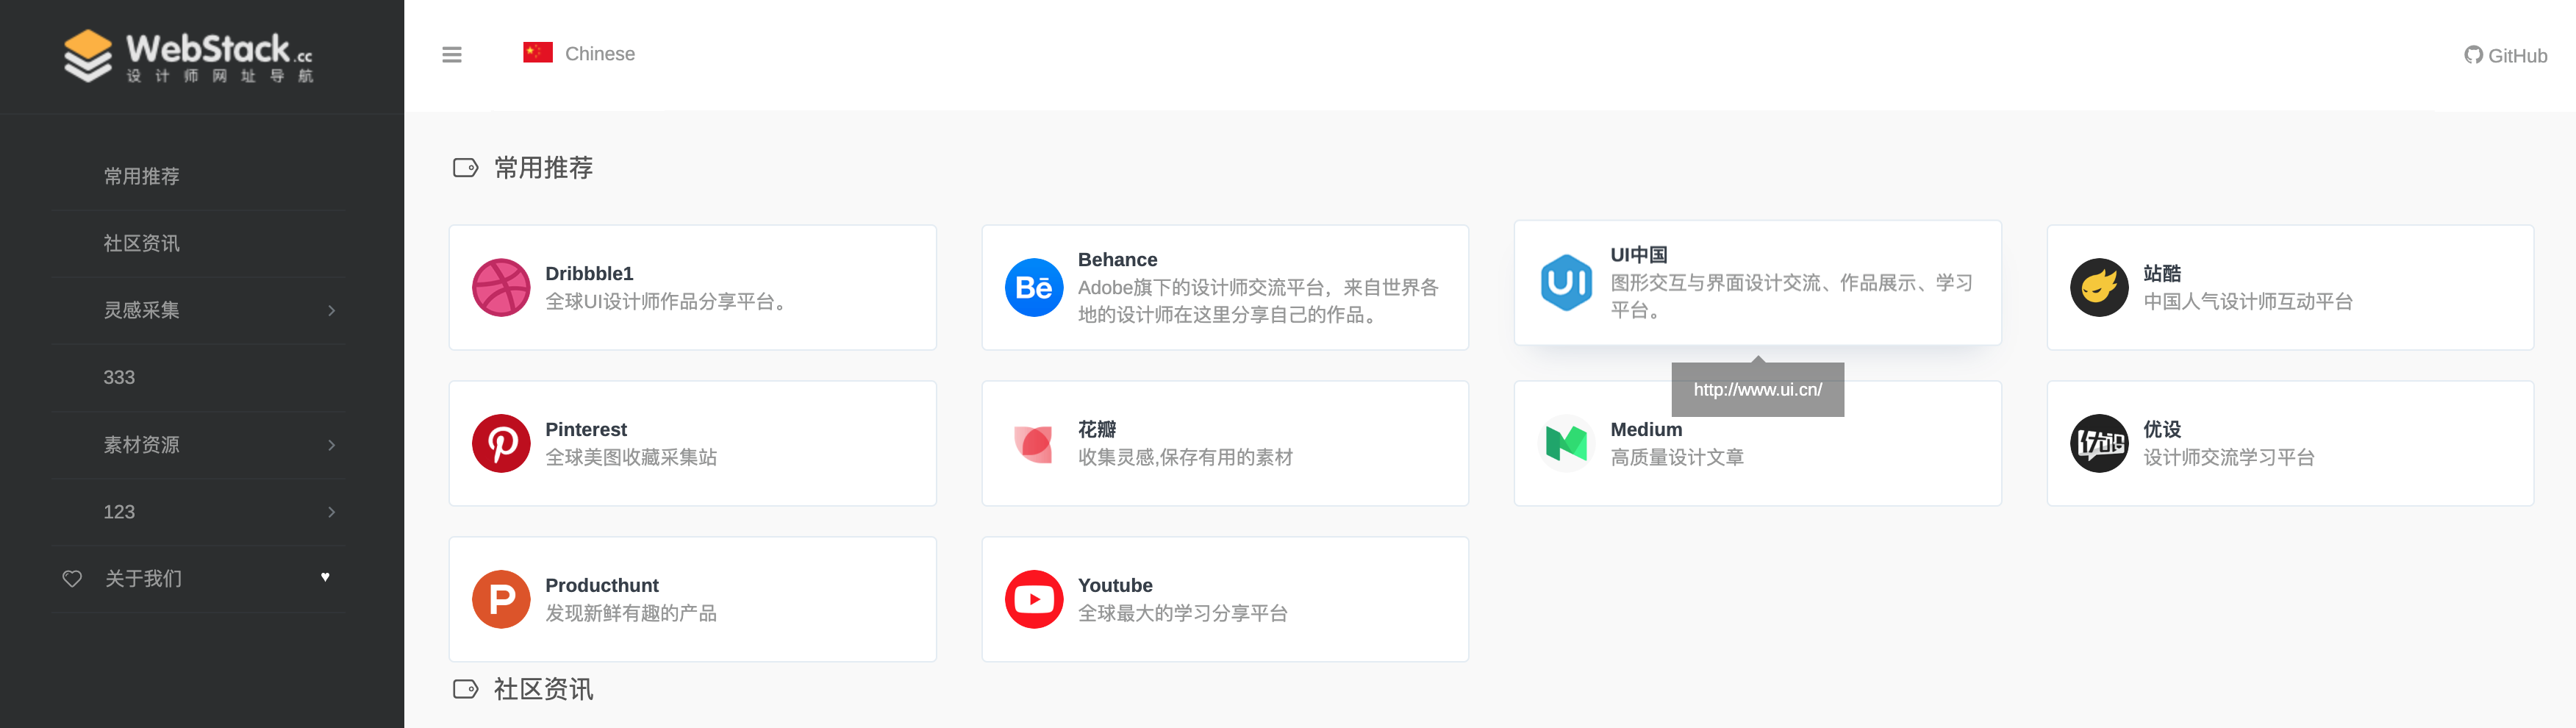 WebStack.cc
设计师网址导航
常用推荐
社区资讯
灵感采集
333
素材资源
123
关于我们
Chinese
GitHub
常用推荐
Dribbble1
全球UI设计师作品分享平台。
Behance
Adobe旗下的设计师交流平台，来自世界各
地的设计师在这里分享自己的作品。
UI
UI中国
图形交互与界面设计交流、作品展示、学习
平台。
http://www.ui.cn/
站酷
中国人气设计师互动平台
Pinterest
全球美图收藏采集站
花瓣
收集灵感,保存有用的素材
Medium
高质量设计文章
优设
优设
设计师交流学习平台
P
Producthunt
发现新鲜有趣的产品
Bē
Youtube
全球最大的学习分享平台
社区资讯